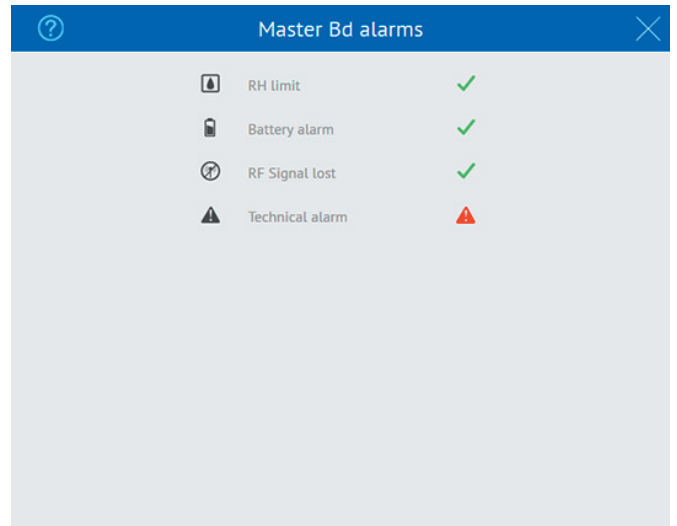 Master Bd alarms
RH limit
Battery alarm
RF Signal lost
Technical alarm